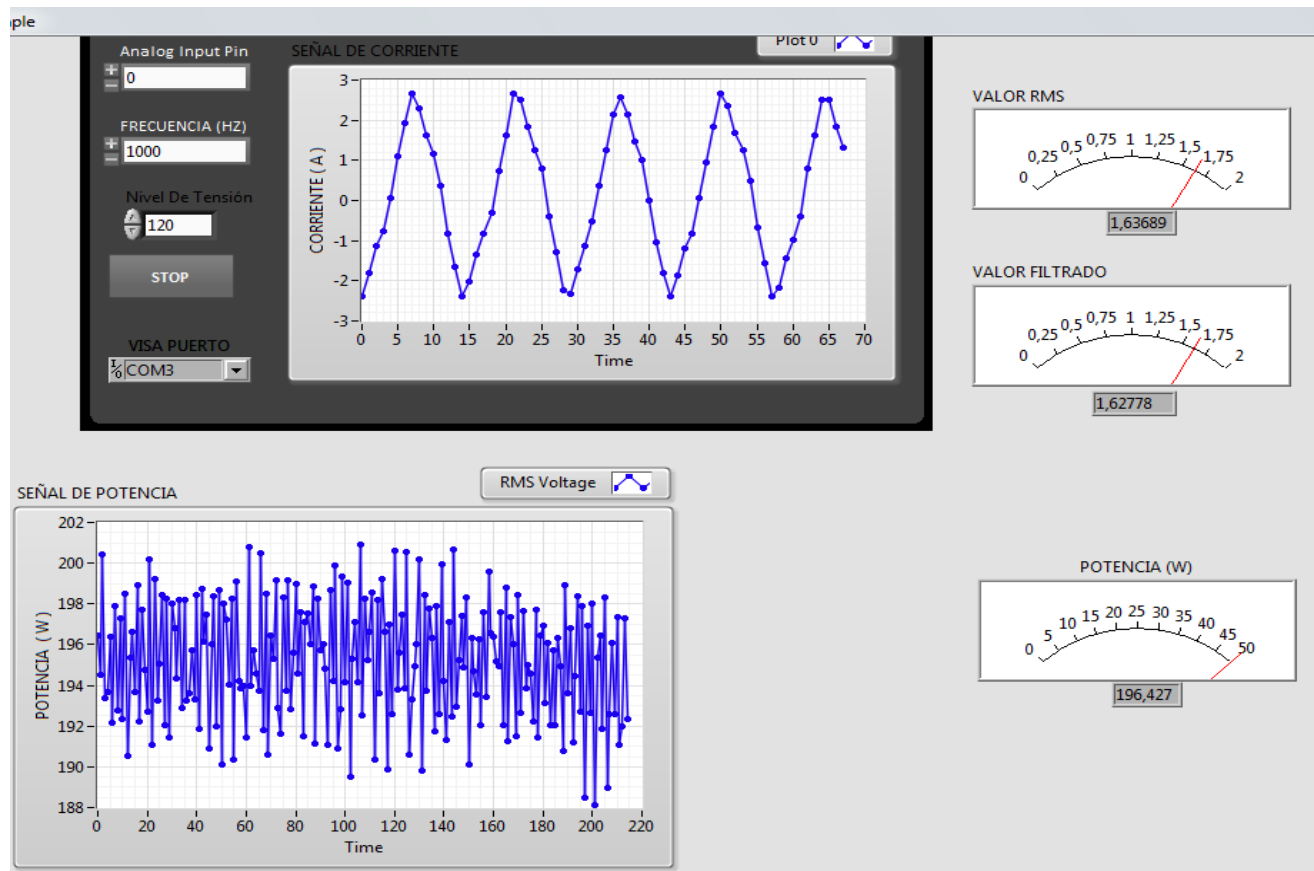 ple
Analog Input Pin
0
FRECUENCIA (HZ)
1000
Nivel De Tensión
120
STOP
VISA PUERTO
I/O COM3
SEÑAL DE CORRIENTE
Plot 0
CORRIENTE ( A )
3
2
1
0
-1
-2
-3
0 5 10 15 20 25 30 35 40 45 50 55 60 65 70
Time
VALOR RMS
0 0,25 0,5 0,75 1 1,25 1,5 1,75 2
1,63689
VALOR FILTRADO
0 0,25 0,5 0,75 1 1,25 1,5 1,75 2
1,62778
SEÑAL DE POTENCIA
RMS Voltage
POTENCIA ( W )
202
200
198
196
194
192
190
188
0 20 40 60 80 100 120 140 160 180 200 220
Time
POTENCIA (W)
0 5 10 15 20 25 30 35 40 45 50
196,427